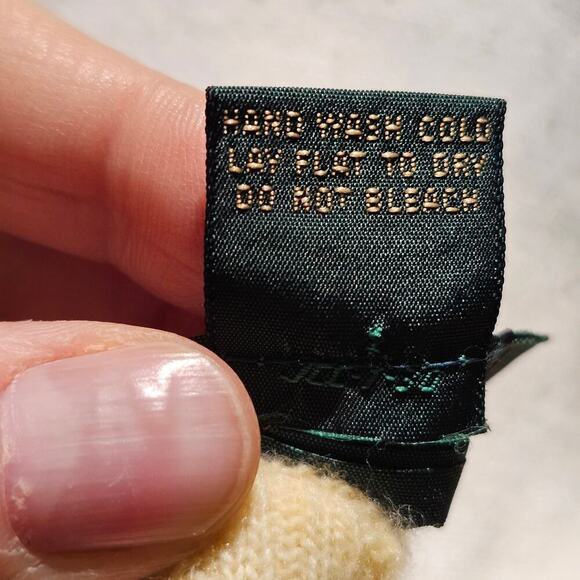 HAND WASH COLD
LAY FLAT TO DRY
DO NOT BLEACH